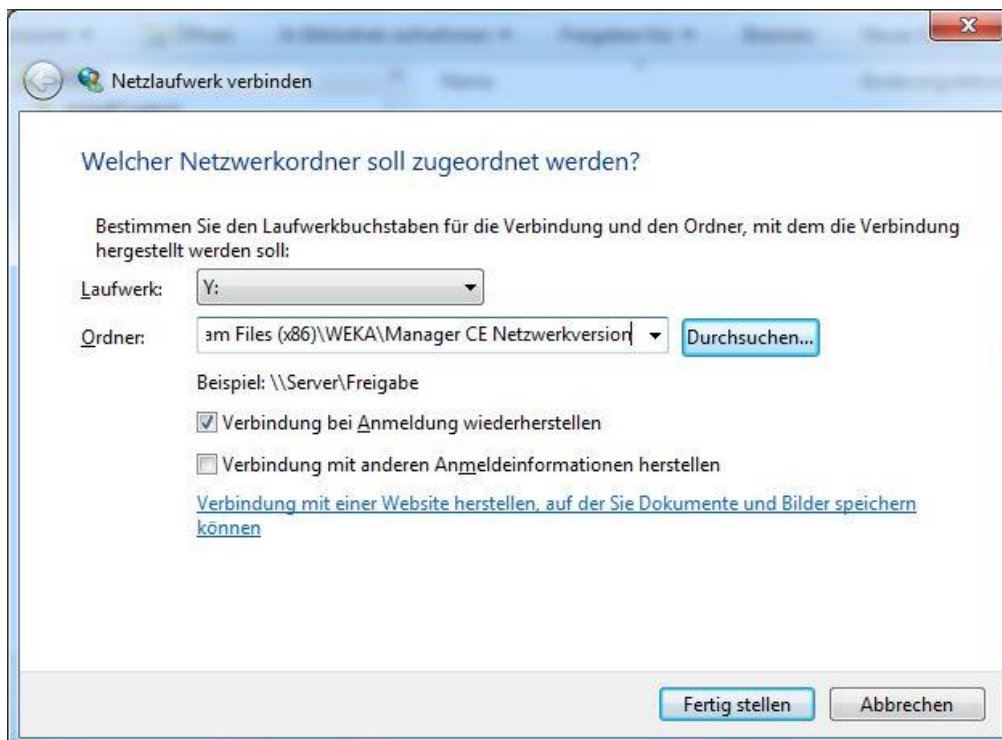 x
Netzlaufwerk verbinden
Welcher Netzwerkordner soll zugeordnet werden?
Bestimmen Sie den Laufwerkbuchstaben für die Verbindung und den Ordner, mit dem die Verbindung
hergestellt werden soll:
Laufwerk: Y:
Ordner: am Files (x86)\WEKA\Manager CE Netzwerkversion Durchsuchen...
Beispiel: \\Server\Freigabe
Verbindung bei Anmeldung wiederherstellen
Verbindung mit anderen Anmeldeinformationen herstellen
Verbindung mit einer Website herstellen, auf der Sie Dokumente und Bilder speichern
können
Fertig stellen Abbrechen